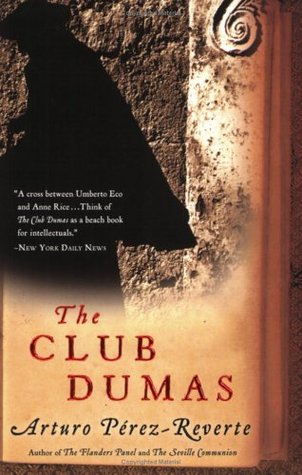 "A cross between Umberto Eco
and Anne Rice...Think of
The Club Dumas as a beach book
for intellectuals."
–New York Daily News
The
CLUB
DUMAS
Arturo Pérez-Reverte
Author of The Flanders Panel and The Seville Communion